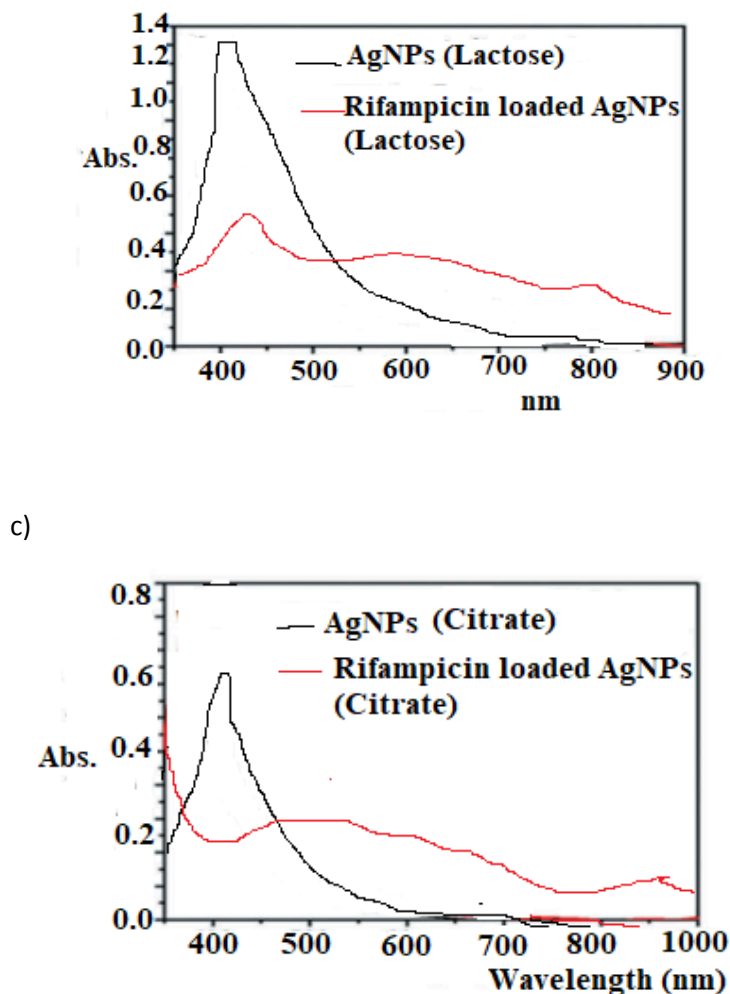 1.4
1.2
AgNPs (Lactose)
1.0
Rifampicin loaded AgNPs
(Lactose)
0.8
Abs.
0.6
0.4
0.2
0.0
400 500 600 700 800 900
nm
c)
0.8
AgNPs (Citrate)
0.6
Rifampicin loaded AgNPs
(Citrate)
0.4
Abs.
0.2
0.0
400 500 600 700 800 1000
Wavelength (nm)